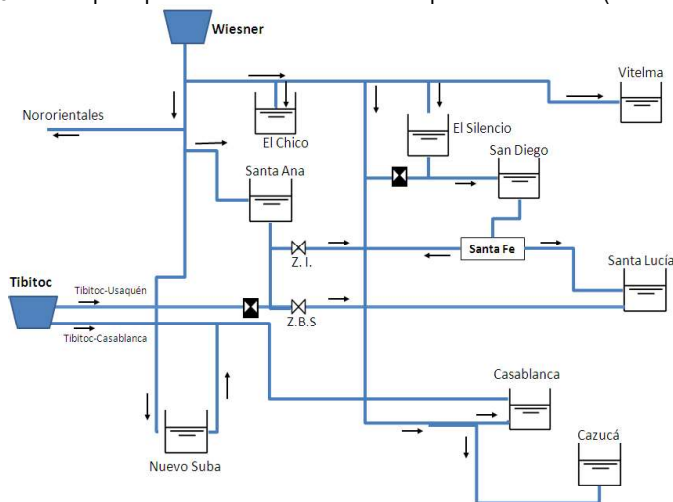 Wiesner
Vitelma
Nororientales
El Chico
El Silencio
San Diego
Santa Ana
Z. I.
Santa Fe
Santa Lucía
Tibitoc
Tibitoc-Usaquén
Z.B.S
Tibitoc-Casablanca
Casablanca
Cazucá
Nuevo Suba